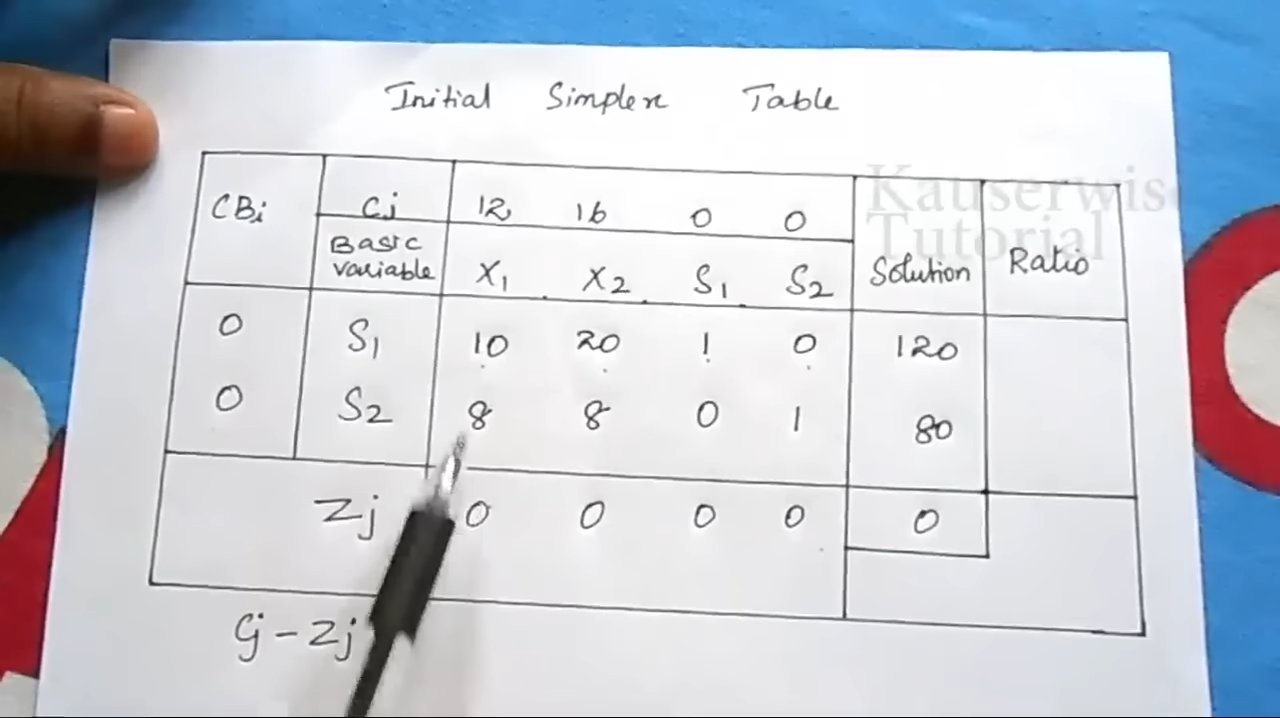 Initial Simplex Table
Kauserwise
Tutorial
CBi Cj 12 16 0 0
Basic variable X1 X2 S1 S2 Solution Ratio
0 S1 10 20 1 0 120
0 S2 8 8 0 1 80
Zj 0 0 0 0 0
Cj - Zj